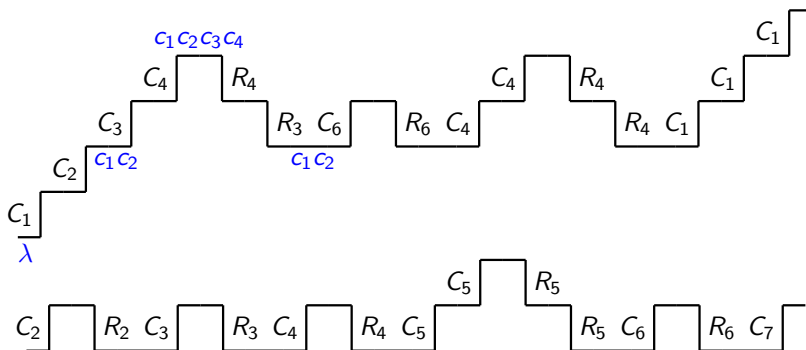 c₁c₂c₃c₄
C₁ C₁
C₄ R₄ C₄ R₄ C₁
C₃ R₃ C₆ R₆ C₄ R₄ C₁
c₁c₂ c₁c₂
C₂
C₁
λ
C₅ R₅
C₂ R₂ C₃ R₃ C₄ R₄ C₅ R₅ C₆ R₆ C₇